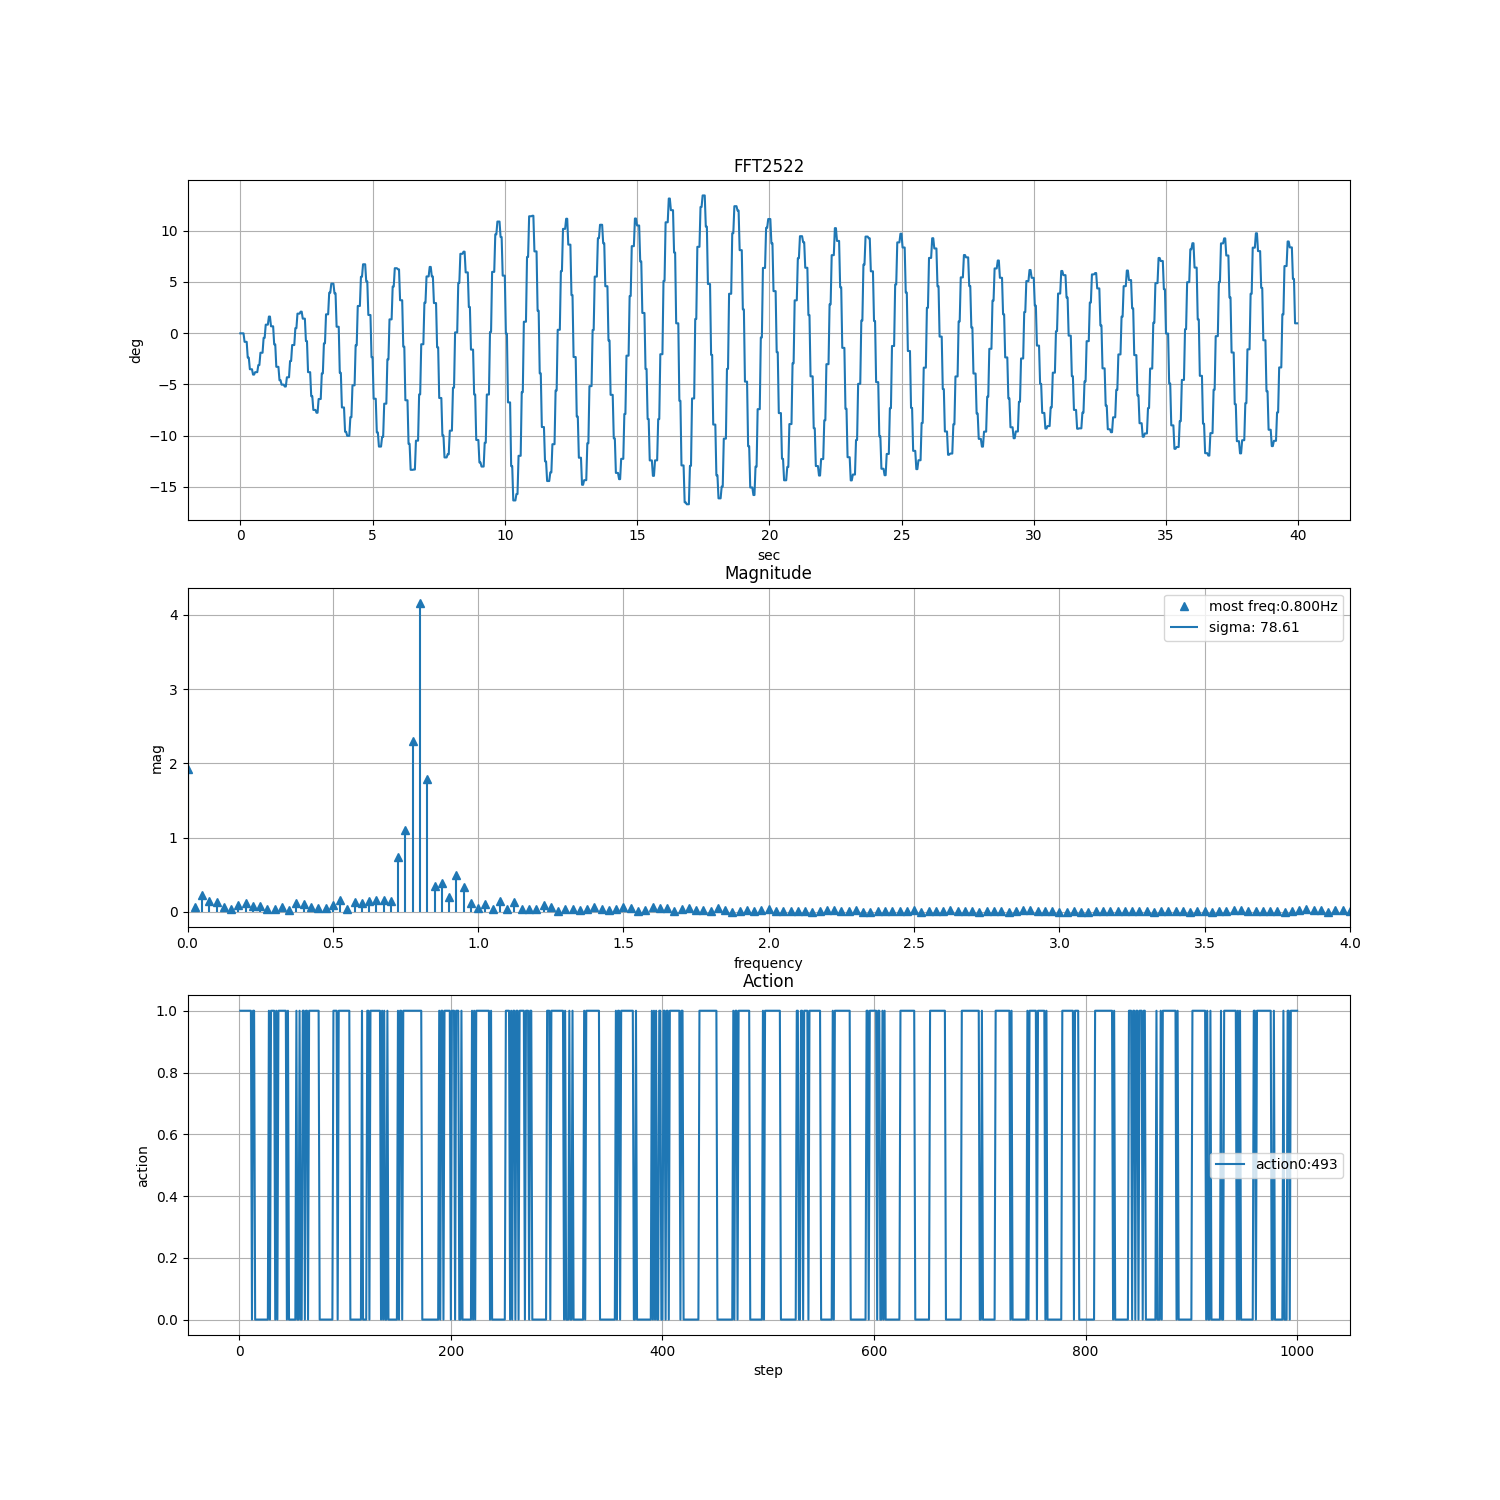 FFT2522
deg
10
5
0
−5
−10
−15
0 5 10 15 20 25 30 35 40
sec
Magnitude
mag
4
3
2
1
0
most freq:0.800Hz
sigma: 78.61
0.0 0.5 1.0 1.5 2.0 2.5 3.0 3.5 4.0
frequency
Action
action
1.0
0.8
0.6
0.4
0.2
0.0
action0:493
0 200 400 600 800 1000
step